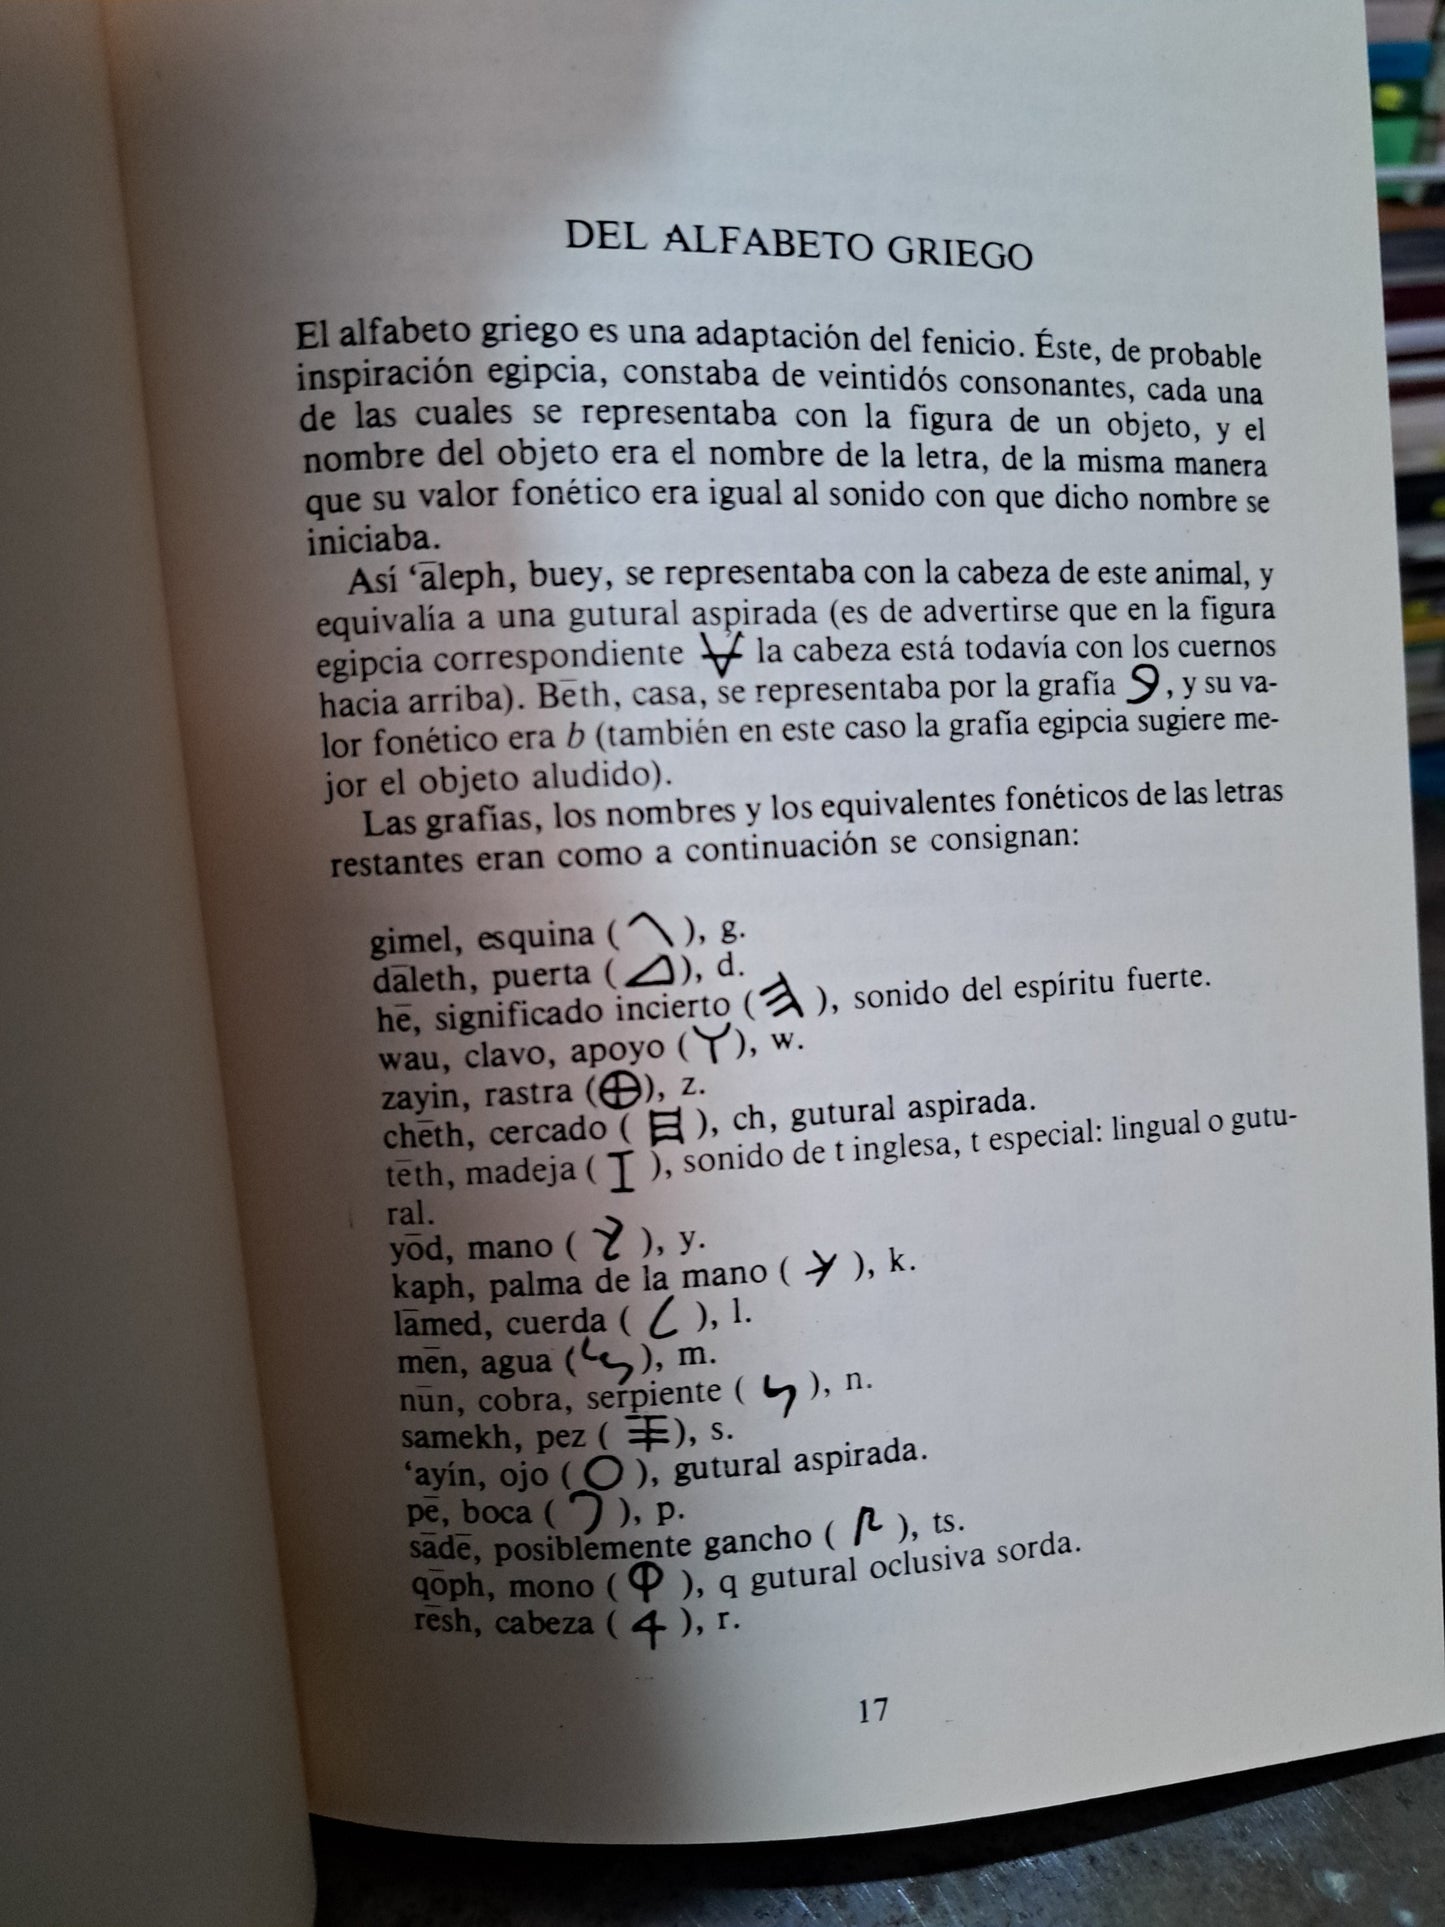 DEL ALFABETO GRIEGO
El alfabeto griego es una adaptación del fenicio. Éste, de probable
inspiración egipcia, constaba de veintidós consonantes, cada una
de las cuales se representaba con la figura de un objeto, y el
nombre del objeto era el nombre de la letra, de la misma manera
que su valor fonético era igual al sonido con que dicho nombre se
iniciaba.
Así ‘āleph, buey, se representaba con la cabeza de este animal, y
equivalía a una gutural aspirada (es de advertirse que en la figura
egipcia correspondiente la cabeza está todavía con los cuernos
hacia arriba). Bēth, casa, se representaba por la grafía 𐤁, y su va-
lor fonético era b (también en este caso la grafía egipcia sugiere me-
jor el objeto aludido).
Las grafías, los nombres y los equivalentes fonéticos de las letras
restantes eran como a continuación se consignan:
gimel, esquina (𐤂), g.
dāleth, puerta (𐤃), d.
hē, significado incierto (𐤄), sonido del espíritu fuerte.
wau, clavo, apoyo (𐤅), w.
zayin, rastra (⊕), z.
chēth, cercado (𐤇), ch, gutural aspirada.
tēth, madeja (𐤆), sonido de t inglesa, t especial: lingual o gutu-
ral.
yōd, mano (𐤉), y.
kaph, palma de la mano (𐤊), k.
lāmed, cuerda (𐤋), l.
mēn, agua (𐤌), m.
nūn, cobra, serpiente (𐤍), n.
samekh, pez (𐤎), s.
‘ayín, ojo (𐤏), gutural aspirada.
pē, boca (𐤐), p.
sādē, posiblemente gancho (𐤑), ts.
qōph, mono (𐤒), q gutural oclusiva sorda.
rēsh, cabeza (𐤓), r.
17